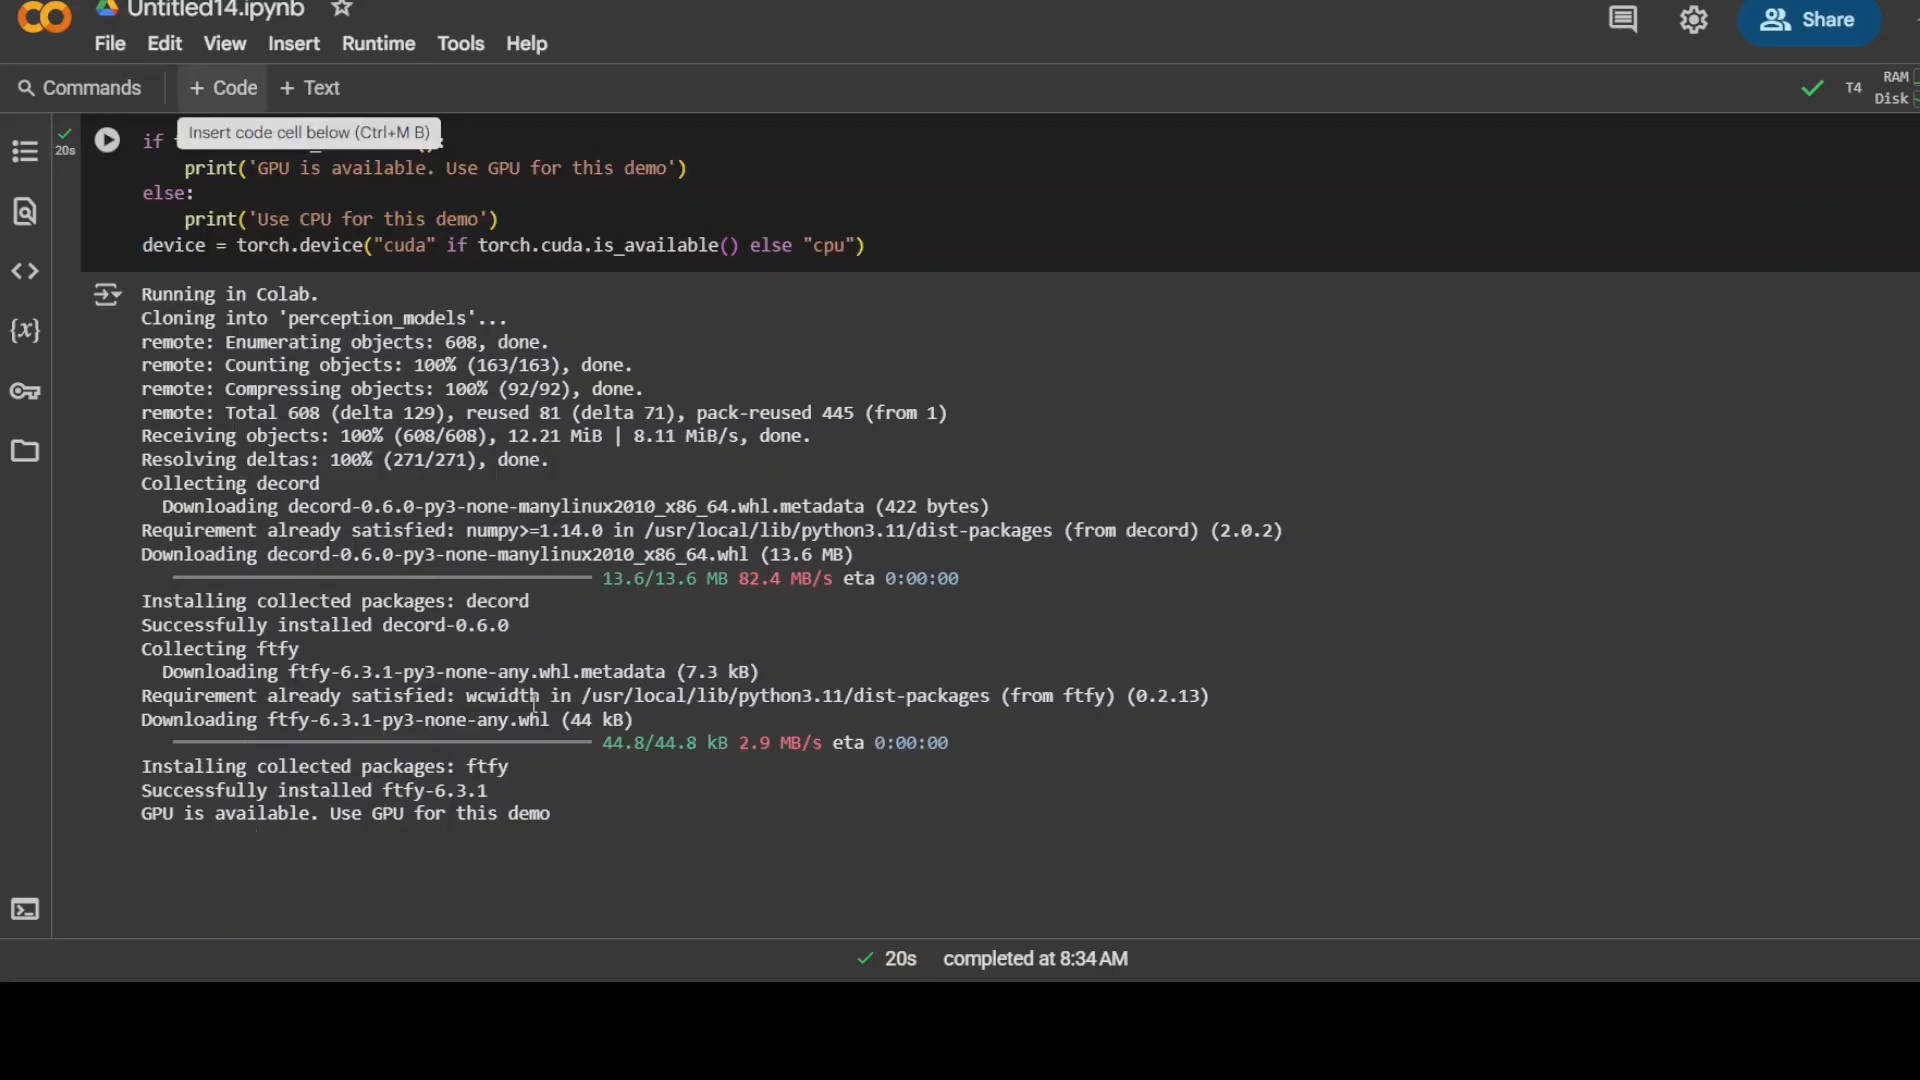 Untitled14.ipynb
File Edit View Insert Runtime Tools Help
Share
Commands + Code + Text
T4 RAM
Disk
Insert code cell below (Ctrl+M B)
20s
if
print('GPU is available. Use GPU for this demo')
else:
print('Use CPU for this demo')
device = torch.device("cuda" if torch.cuda.is_available() else "cpu")
Running in Colab.
Cloning into 'perception_models'...
remote: Enumerating objects: 608, done.
remote: Counting objects: 100% (163/163), done.
remote: Compressing objects: 100% (92/92), done.
remote: Total 608 (delta 129), reused 81 (delta 71), pack-reused 445 (from 1)
Receiving objects: 100% (608/608), 12.21 MiB | 8.11 MiB/s, done.
Resolving deltas: 100% (271/271), done.
Collecting decord
Downloading decord-0.6.0-py3-none-manylinux2010_x86_64.whl.metadata (422 bytes)
Requirement already satisfied: numpy>=1.14.0 in /usr/local/lib/python3.11/dist-packages (from decord) (2.0.2)
Downloading decord-0.6.0-py3-none-manylinux2010_x86_64.whl (13.6 MB)
13.6/13.6 MB 82.4 MB/s eta 0:00:00
Installing collected packages: decord
Successfully installed decord-0.6.0
Collecting ftfy
Downloading ftfy-6.3.1-py3-none-any.whl.metadata (7.3 kB)
Requirement already satisfied: wcwidth in /usr/local/lib/python3.11/dist-packages (from ftfy) (0.2.13)
Downloading ftfy-6.3.1-py3-none-any.whl (44 kB)
44.8/44.8 kB 2.9 MB/s eta 0:00:00
Installing collected packages: ftfy
Successfully installed ftfy-6.3.1
GPU is available. Use GPU for this demo
20s completed at 8:34 AM